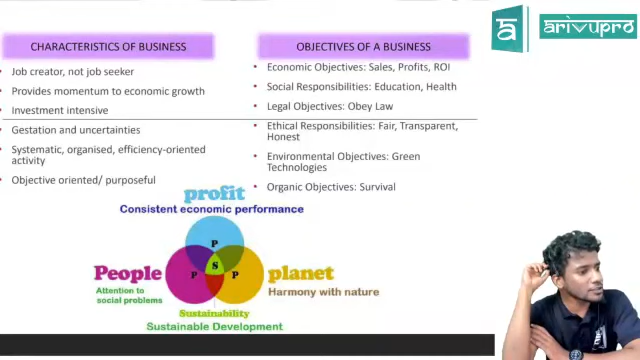 arivupro
CHARACTERISTICS OF BUSINESS
Job creator, not job seeker
Provides momentum to economic growth
Investment intensive
Gestation and uncertainties
Systematic, organised, efficiency-oriented
activity
Objective oriented/ purposeful
OBJECTIVES OF A BUSINESS
Economic Objectives: Sales, Profits, ROI
Social Responsibilities: Education, Health
Legal Objectives: Obey Law
Ethical Responsibilities: Fair, Transparent,
Honest
Environmental Objectives: Green
Technologies
Organic Objectives: Survival
profit
Consistent economic performance
P
S
P
P
People
Attention to
social problems
planet
Harmony with nature
Sustainability
Sustainable Development